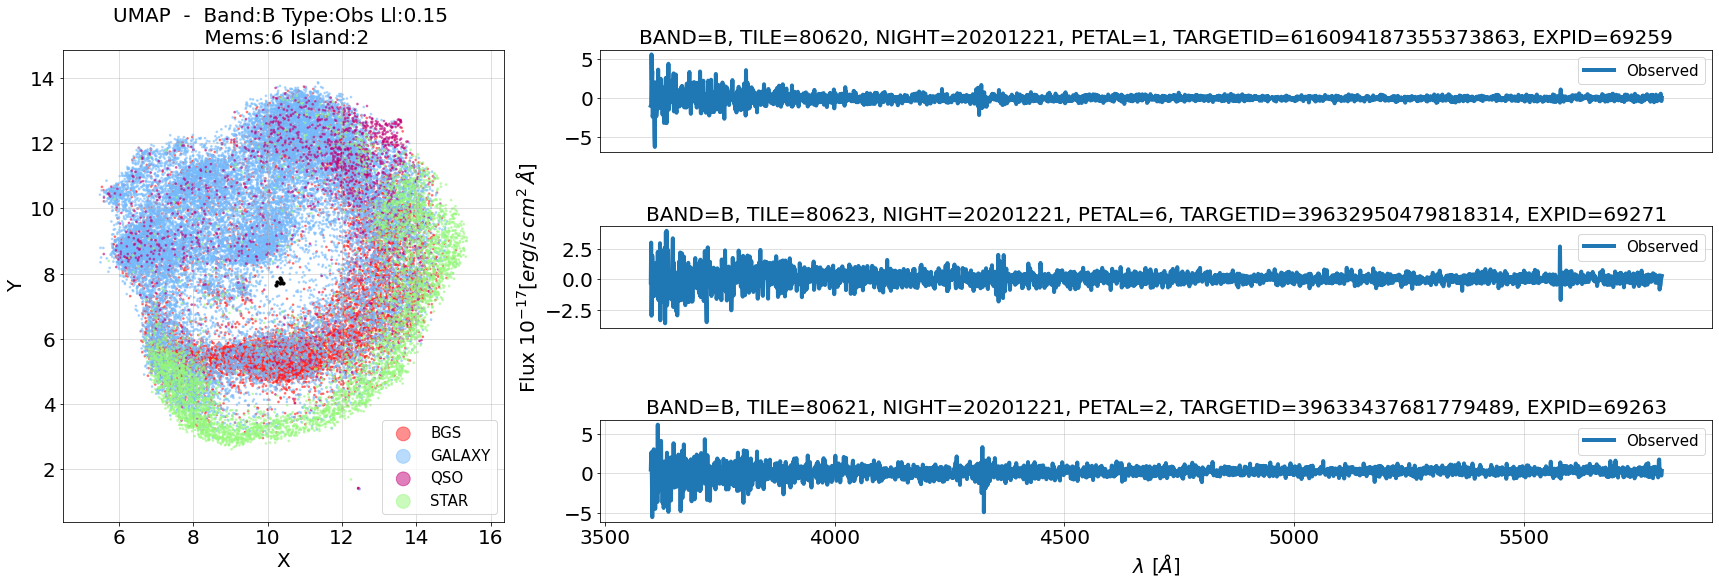 UMAP - Band:B Type:Obs Ll:0.15
Mems:6 Island:2
14
12
10
8
6
4
2
Y
6
8
10
12
14
16
X
BGS
GALAXY
QSO
STAR
Flux 10⁻¹⁷[erg/s cm² Å]
BAND=B, TILE=80620, NIGHT=20201221, PETAL=1, TARGETID=616094187355373863, EXPID=69259
5
0
−5
Observed
BAND=B, TILE=80623, NIGHT=20201221, PETAL=6, TARGETID=39632950479818314, EXPID=69271
2.5
0.0
−2.5
Observed
BAND=B, TILE=80621, NIGHT=20201221, PETAL=2, TARGETID=39633437681779489, EXPID=69263
5
0
−5
Observed
3500
4000
4500
5000
5500
λ [Å]